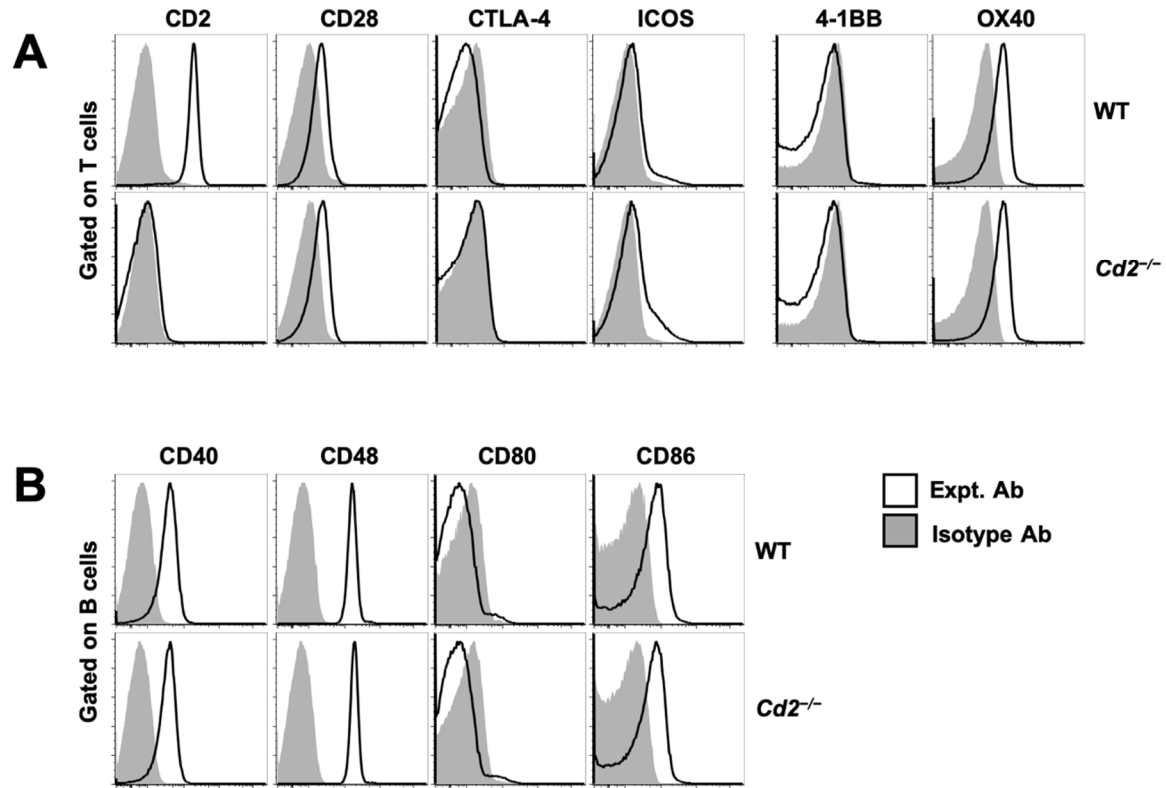 A
CD2 CD28 CTLA-4 ICOS 4-1BB OX40
Gated on T cells
WT
Cd2–/–
B
CD40 CD48 CD80 CD86
Gated on B cells
WT
Cd2–/–
Expt. Ab
Isotype Ab